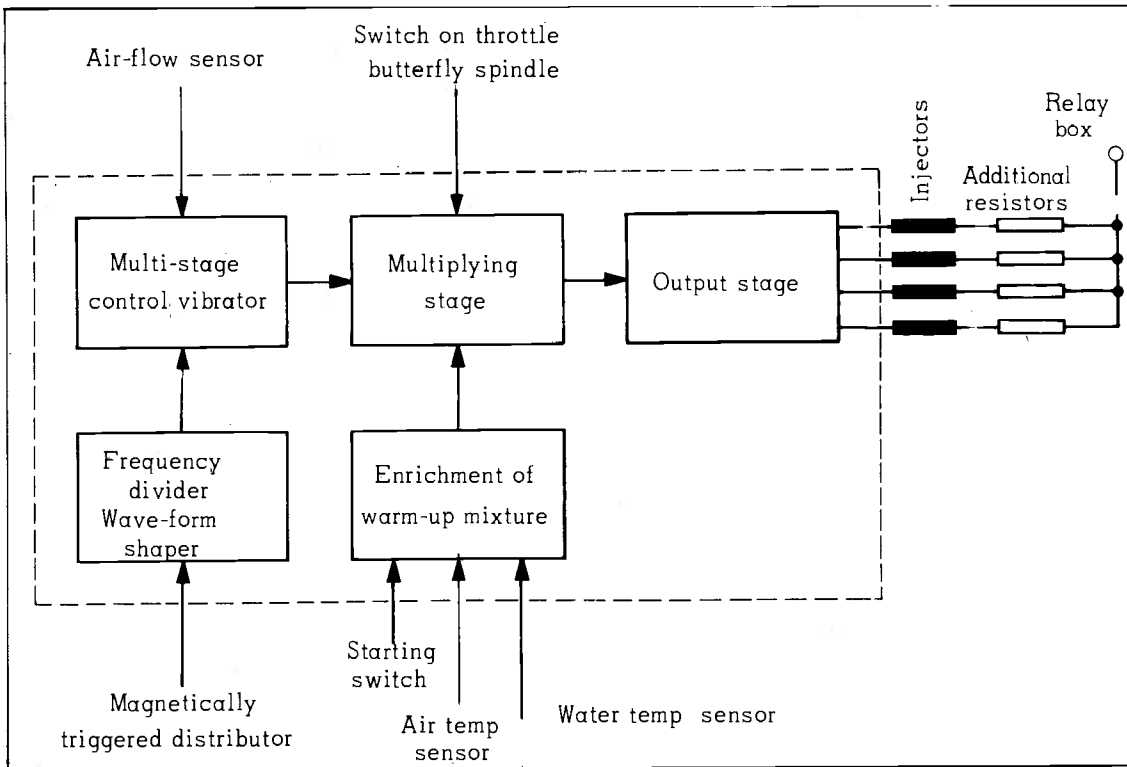 Air-flow sensor
Switch on throttle
butterfly spindle
Injectors
Additional
resistors
Relay
box
Multi-stage
control vibrator
Multiplying
stage
Output stage
Frequency
divider
Wave-form
shaper
Enrichment of
warm-up mixture
Magnetically
triggered distributor
Starting
switch
Air temp
sensor
Water temp sensor